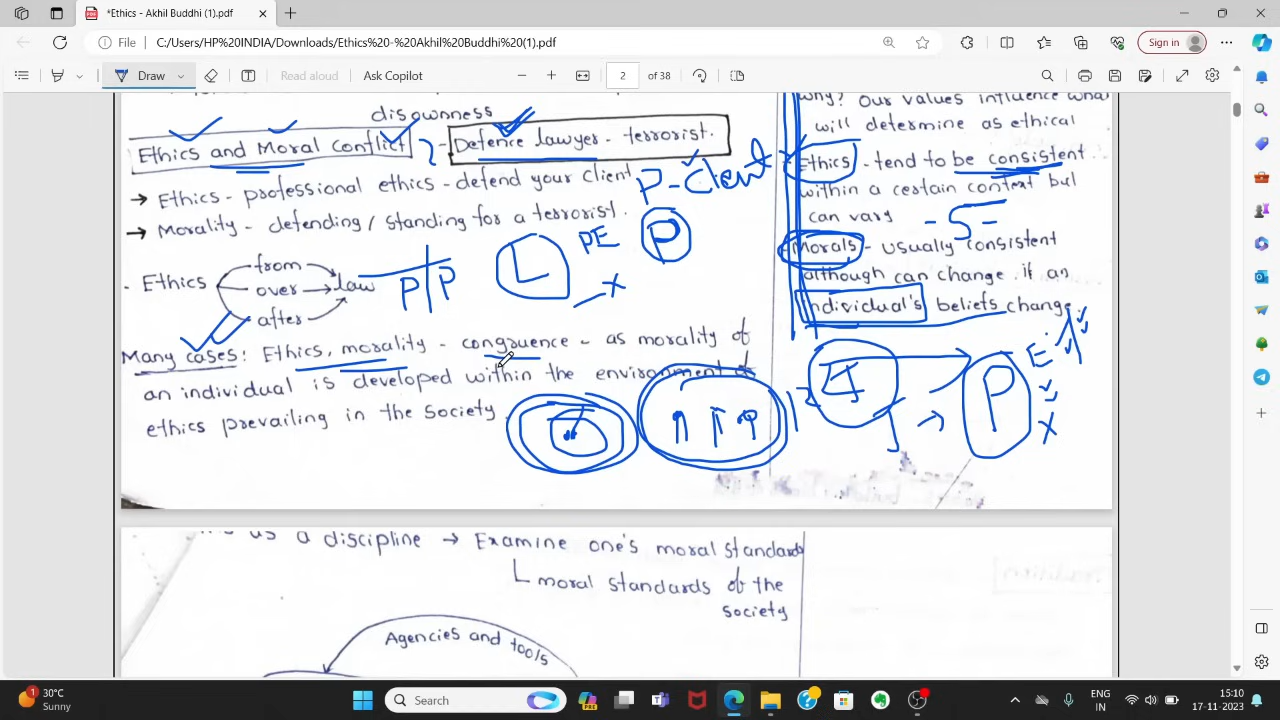 *Ethics - Akhil Buddhi (1).pdf
File
C:/Users/HP%20INDIA/Downloads/Ethics%20-%20Akhil%20Buddhi%20(1).pdf
Sign in
Draw
Read aloud
Ask Copilot
2
of 38
disownness
Ethics and Moral conflict - Defence lawyer - terrorist.
→ Ethics - professional ethics - defend your client
→ Morality - defending / standing for a terrorist.
P - Client
L
PE
P
X
- Ethics
from
over
after
law
P P
Many cases: Ethics, morality - congruence - as morality of
an individual is developed within the environment of
ethics prevailing in the society
why? Our values influence what
will determine as ethical
Ethics - tend to be consistent
within a certain context but
can vary
- 5 -
Morals - usually consistent
although can change if an
individual's beliefs change.
P
E
X
as a discipline → Examine one's moral standards
moral standards of the
society
Agencies and tools
30°C
Sunny
Search
ENG
IN
15:10
17-11-2023